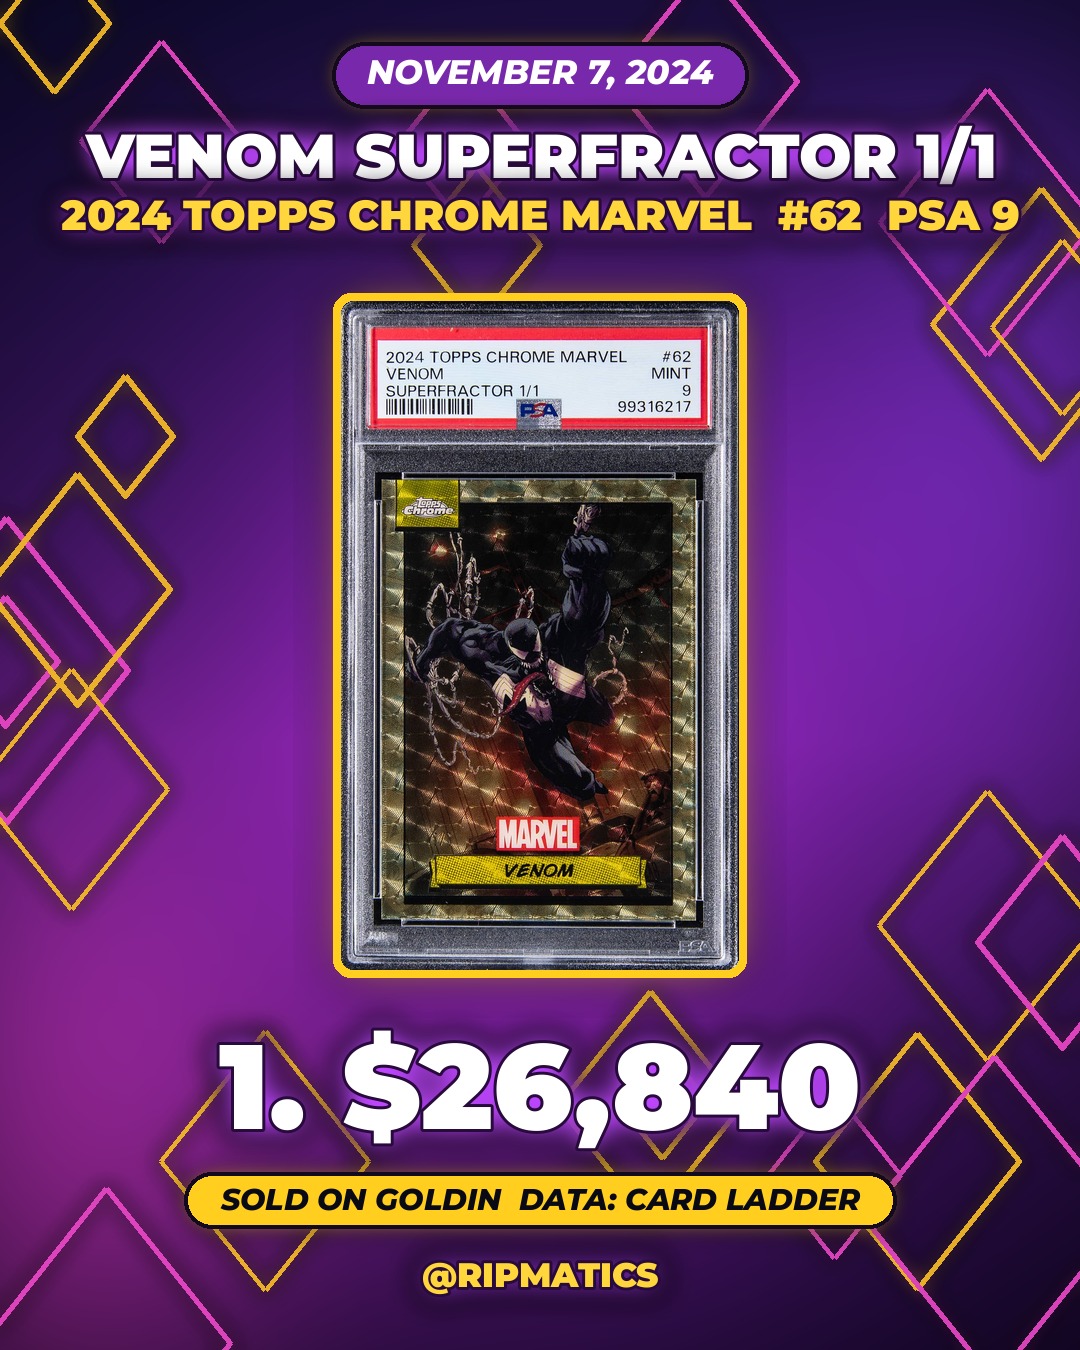 NOVEMBER 7, 2024
VENOM SUPERFRACTOR 1/1
2024 TOPPS CHROME MARVEL #62 PSA 9
2024 TOPPS CHROME MARVEL #62
VENOM MINT
SUPERFRACTOR 1/1 9
PSA 99316217
Topps
Chrome
MARVEL
VENOM
PSA
1. $26,840
SOLD ON GOLDIN DATA: CARD LADDER
@RIPMATICS